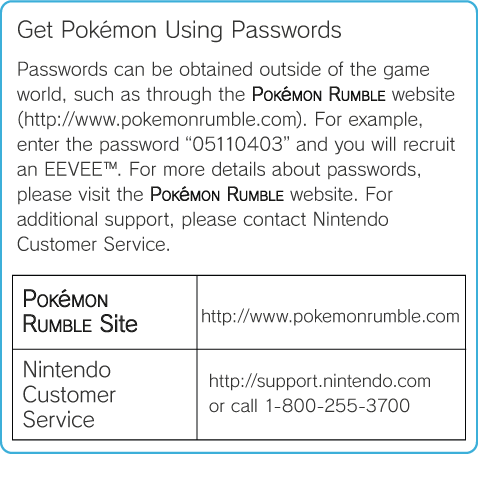 Get Pokémon Using Passwords
Passwords can be obtained outside of the game
world, such as through the POKéMON RUMBLE website
(http://www.pokemonrumble.com). For example,
enter the password “05110403” and you will recruit
an EEVEE™. For more details about passwords,
please visit the POKéMON RUMBLE website. For
additional support, please contact Nintendo
Customer Service.
POKéMON
RUMBLE Site
http://www.pokemonrumble.com
Nintendo
Customer
Service
http://support.nintendo.com
or call 1-800-255-3700